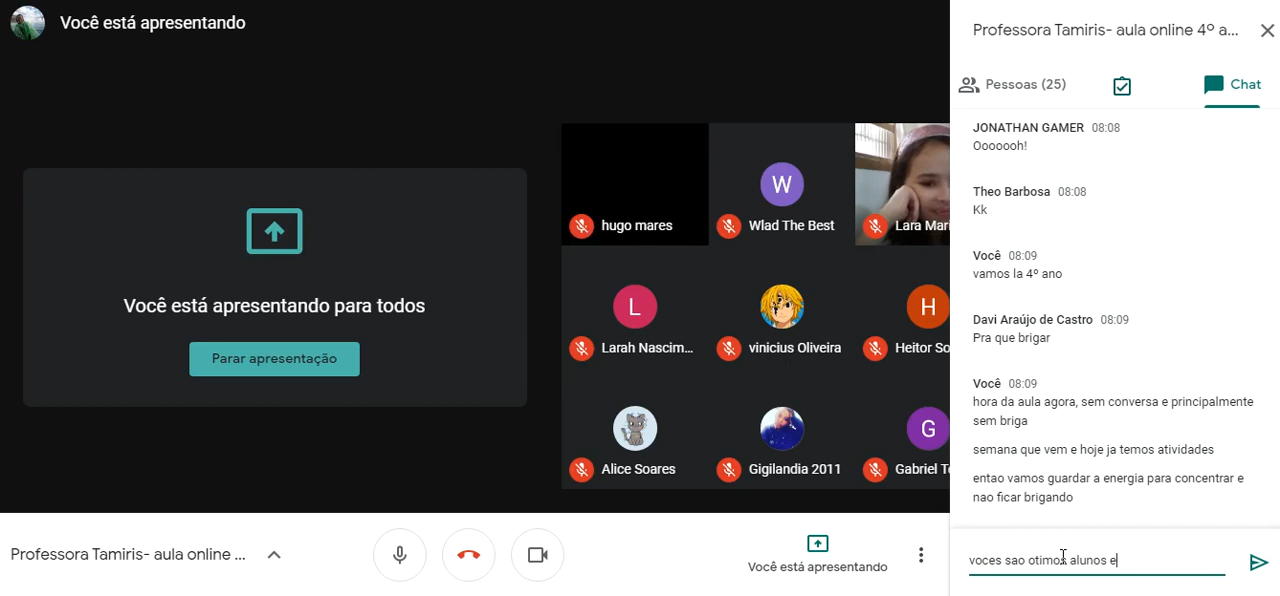 Você está apresentando
Professora Tamiris- aula online 4º a...
Pessoas (25)
Chat
JONATHAN GAMER 08:08
Ooooooh!
Theo Barbosa 08:08
Kk
Você 08:09
vamos la 4º ano
Davi Araújo de Castro 08:09
Pra que brigar
Você 08:09
hora da aula agora, sem conversa e principalmente
sem briga
semana que vem e hoje ja temos atividades
entao vamos guardar a energia para concentrar e
nao ficar brigando
voces sao otimos alunos e
Você está apresentando para todos
Parar apresentação
hugo mares
W
Wlad The Best
Lara Mari
L
Larah Nascim...
vinicius Oliveira
H
Heitor So
Alice Soares
Gigilandia 2011
G
Gabriel T
Professora Tamiris- aula online ...
Você está apresentando